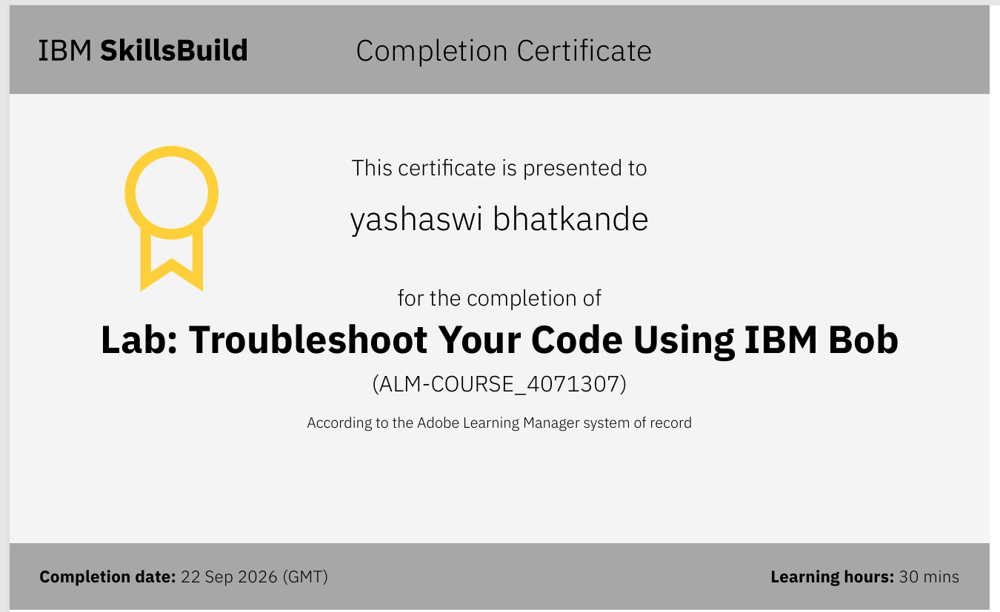 IBM SkillsBuild
Completion Certificate
This certificate is presented to
yashaswi bhatkande
for the completion of
Lab: Troubleshoot Your Code Using IBM Bob
(ALM-COURSE_4071307)
According to the Adobe Learning Manager system of record
Completion date: 22 Sep 2026 (GMT)
Learning hours: 30 mins